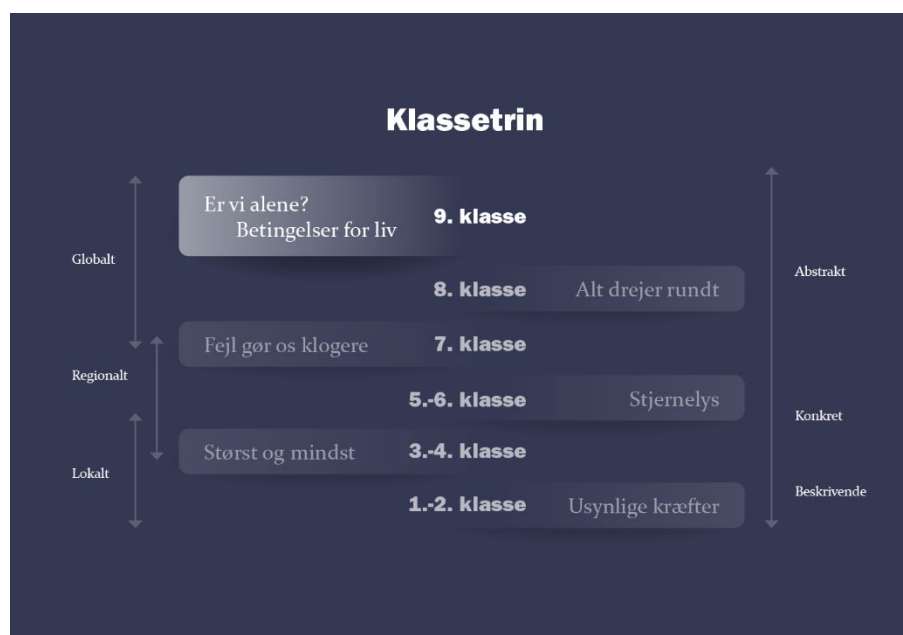 Klassetrin
Er vi alene?
Betingelser for liv
9. klasse
Globalt
Abstrakt
8. klasse
Alt drejer rundt
Fejl gør os klogere
7. klasse
Regionalt
5.-6. klasse
Stjernelys
Konkret
Størst og mindst
3.-4. klasse
Lokalt
Beskrivende
1.-2. klasse
Usynlige kræfter